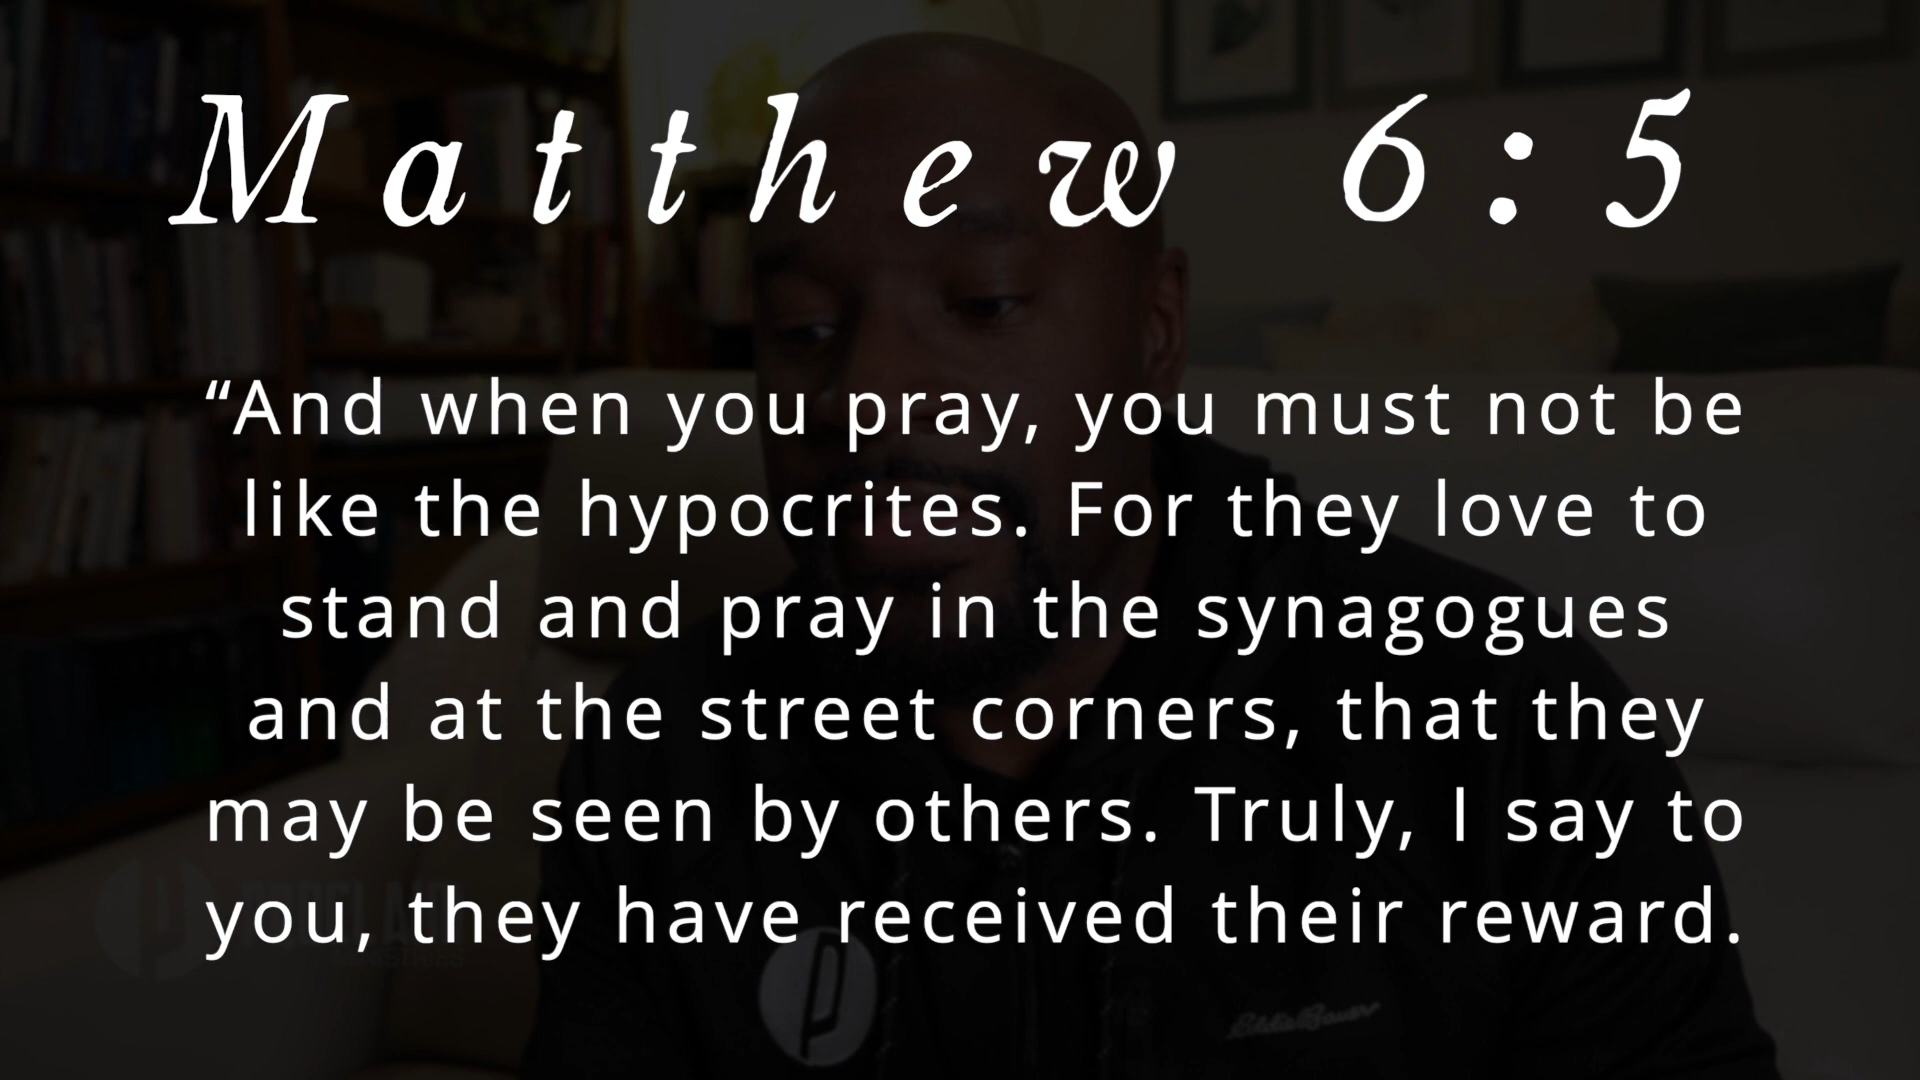 Matthew 6:5
“And when you pray, you must not be
like the hypocrites. For they love to
stand and pray in the synagogues
and at the street corners, that they
may be seen by others. Truly, I say to
you, they have received their reward.
Eddie Bauer